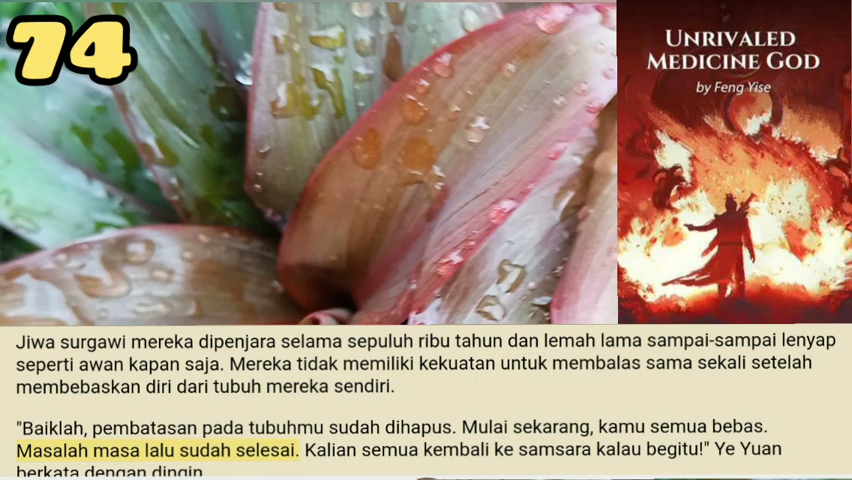 74
UNRIVALED
MEDICINE GOD
by Feng Yise
Jiwa surgawi mereka dipenjara selama sepuluh ribu tahun dan lemah lama sampai-sampai lenyap
seperti awan kapan saja. Mereka tidak memiliki kekuatan untuk membalas sama sekali setelah
membebaskan diri dari tubuh mereka sendiri.
"Baiklah, pembatasan pada tubuhmu sudah dihapus. Mulai sekarang, kamu semua bebas.
Masalah masa lalu sudah selesai. Kalian semua kembali ke samsara kalau begitu!" Ye Yuan
berkata dengan dingin